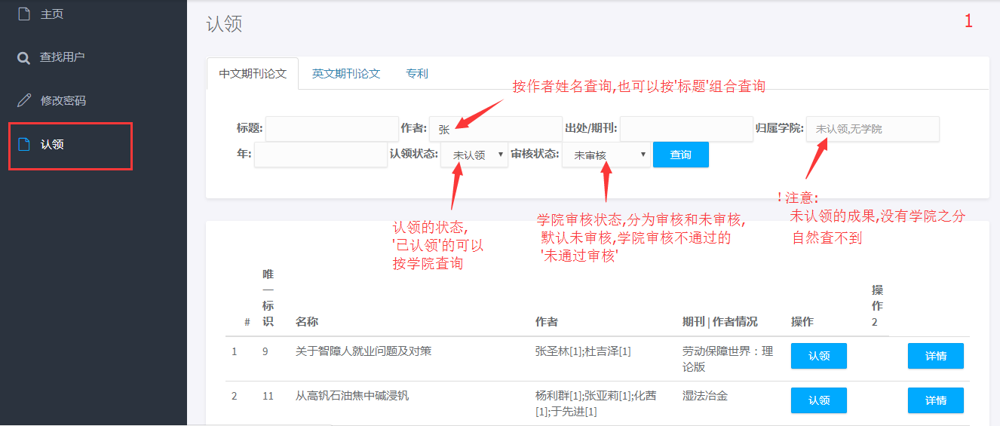 主页
查找用户
修改密码
认领
认领
1
中文期刊论文 英文期刊论文 专利
按作者姓名查询,也可以按'标题'组合查询
标题: 作者: 张 出处/期刊: 归属学院: 未认领,无学院
年: 认领状态: 未认领 审核状态: 未审核 查询
!注意:
未认领的成果,没有学院之分
自然查不到
认领的状态,
'已认领'的可以
按学院查询
学院审核状态,分为审核和未审核,
默认未审核,学院审核不通过的
'未通过审核'
# 唯一标识 名称 作者 期刊 | 作者情况 操作 操作2
1 9 关于智障人就业问题及对策 张圣林[1];杜吉泽[1] 劳动保障世界：理
论版 认领 详情
2 11 从高钒石油焦中碱浸钒 杨利群[1];张亚莉[1];化茜
[1];于先进[1] 湿法冶金 认领 详情